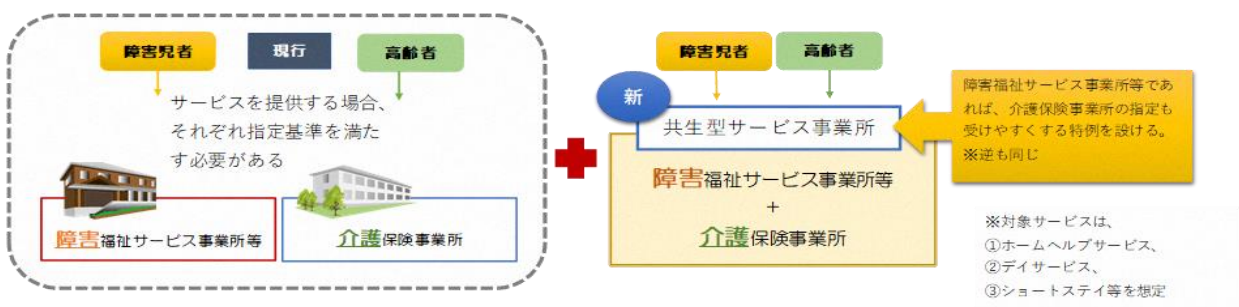 障害児者
現行
高齢者
サービスを提供する場合、
それぞれ指定基準を満た
す必要がある
障害福祉サービス事業所等
介護保険事業所
障害児者
高齢者
新
共生型サービス事業所
障害福祉サービス事業所等
+
介護保険事業所
障害福祉サービス事業所等であ
れば、介護保険事業所の指定も
受けやすくする特例を設ける。
※逆も同じ
※対象サービスは、
①ホームヘルプサービス、
②デイサービス、
③ショートステイ等を想定